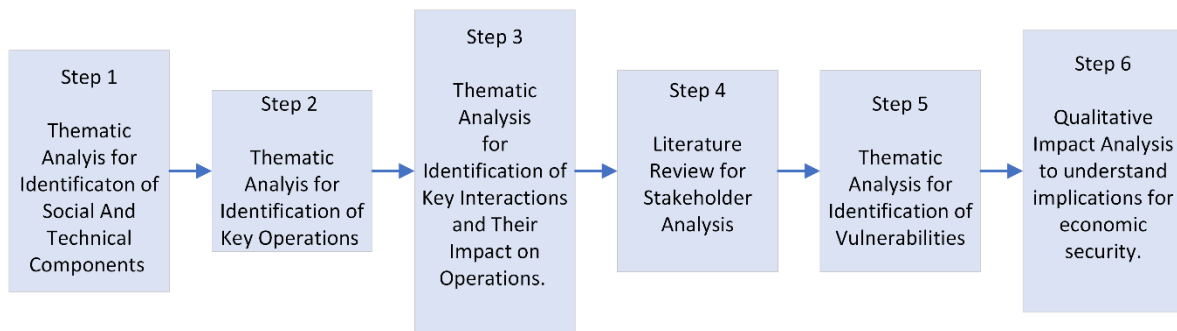 Step 1
Thematic
Analyis for
Identificaton of
Social And
Technical
Components
Step 2
Thematic
Analyis for
Identification of
Key Operations
Step 3
Thematic
Analysis
for
Identification of
Key Interactions
and Their
Impact on
Operations.
Step 4
Literature
Review for
Stakeholder
Analysis
Step 5
Thematic
Analysis for
Identification of
Vulnerabilities
Step 6
Qualitative
Impact Analysis
to understand
implications for
economic
security.